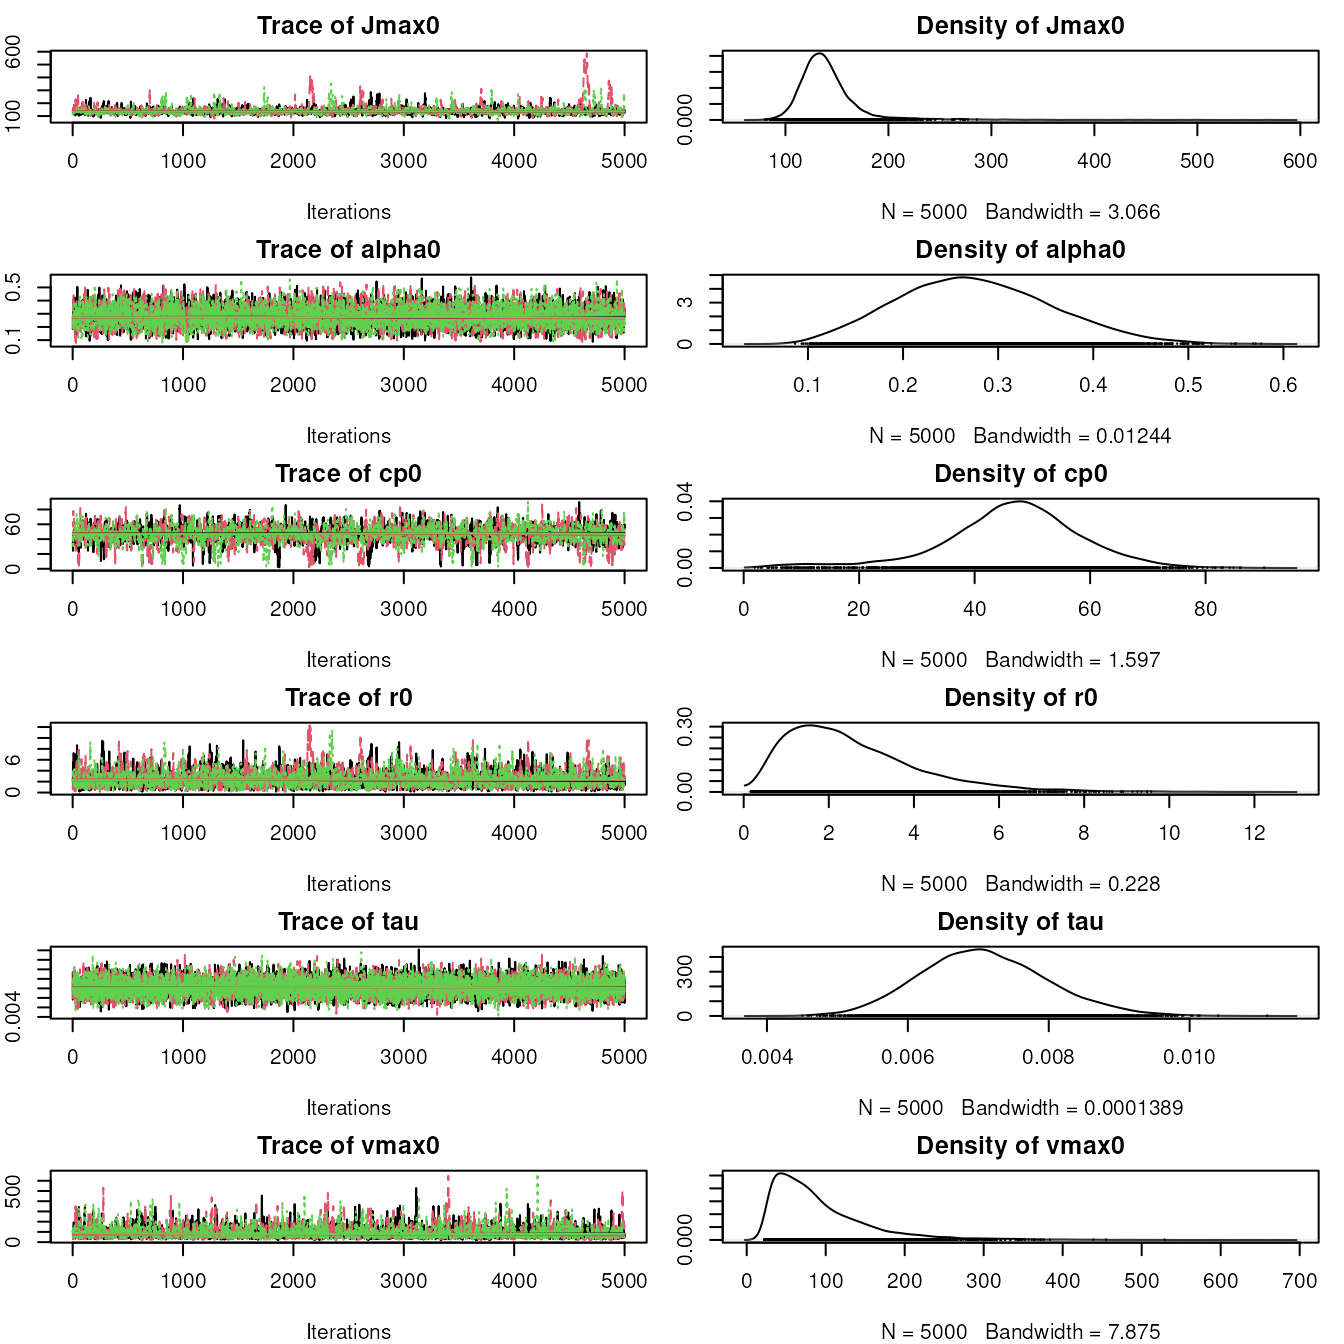 Trace of Jmax0
Density of Jmax0
100 600
0.000
0 1000 2000 3000 4000 5000
100 200 300 400 500 600
Iterations
N = 5000 Bandwidth = 3.066
Trace of alpha0
Density of alpha0
0.1 0.5
0 3
0 1000 2000 3000 4000 5000
0.1 0.2 0.3 0.4 0.5 0.6
Iterations
N = 5000 Bandwidth = 0.01244
Trace of cp0
Density of cp0
0 60
0.00 0.04
0 1000 2000 3000 4000 5000
0 20 40 60 80
Iterations
N = 5000 Bandwidth = 1.597
Trace of r0
Density of r0
0 6
0.00 0.30
0 1000 2000 3000 4000 5000
0 2 4 6 8 10 12
Iterations
N = 5000 Bandwidth = 0.228
Trace of tau
Density of tau
0.004
0 300
0 1000 2000 3000 4000 5000
0.004 0.006 0.008 0.010
Iterations
N = 5000 Bandwidth = 0.0001389
Trace of vmax0
Density of vmax0
0 500
0.000
0 1000 2000 3000 4000 5000
0 100 200 300 400 500 600 700
Iterations
N = 5000 Bandwidth = 7.875